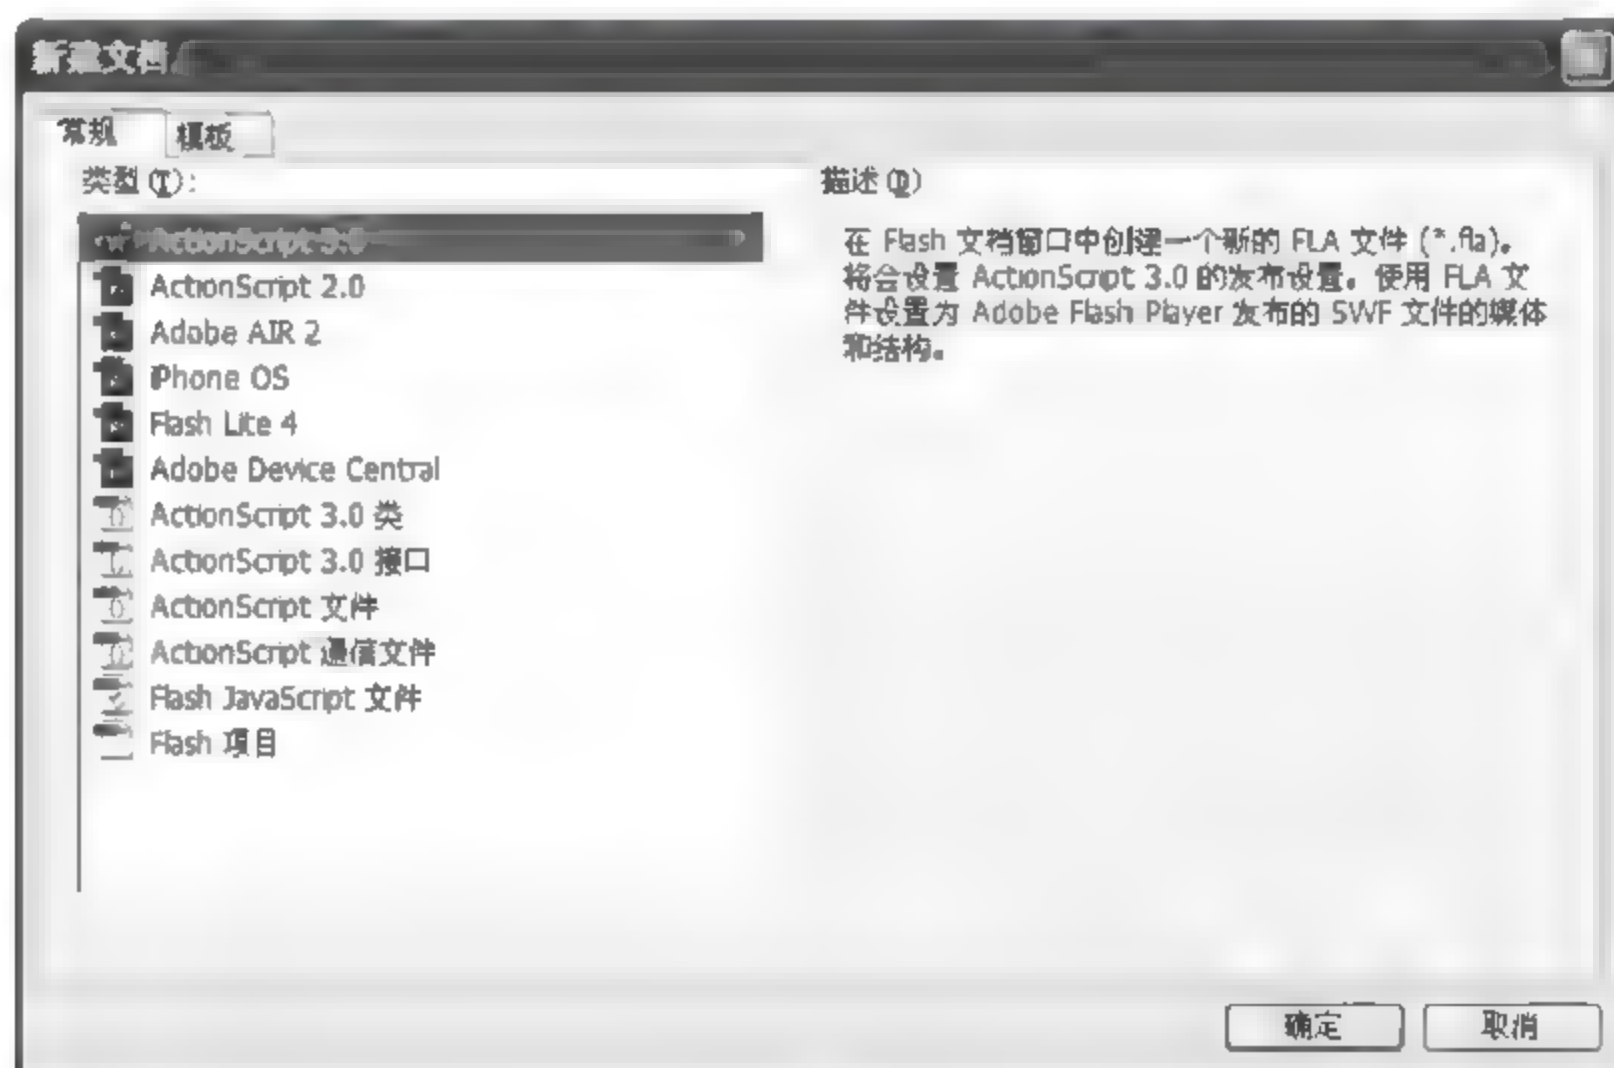 新建文档
常规 模板
类型(T):
ActionScript 3.0
ActionScript 2.0
Adobe AIR 2
iPhone OS
Flash Lite 4
Adobe Device Central
ActionScript 3.0 类
ActionScript 3.0 接口
ActionScript 文件
ActionScript 通信文件
Flash JavaScript 文件
Flash 项目
描述(D)
在 Flash 文档窗口中创建一个新的 FLA 文件 (*.fla)。
将会设置 ActionScript 3.0 的发布设置。使用 FLA 文
件设置为 Adobe Flash Player 发布的 SWF 文件的媒体
和结构。
确定 取消